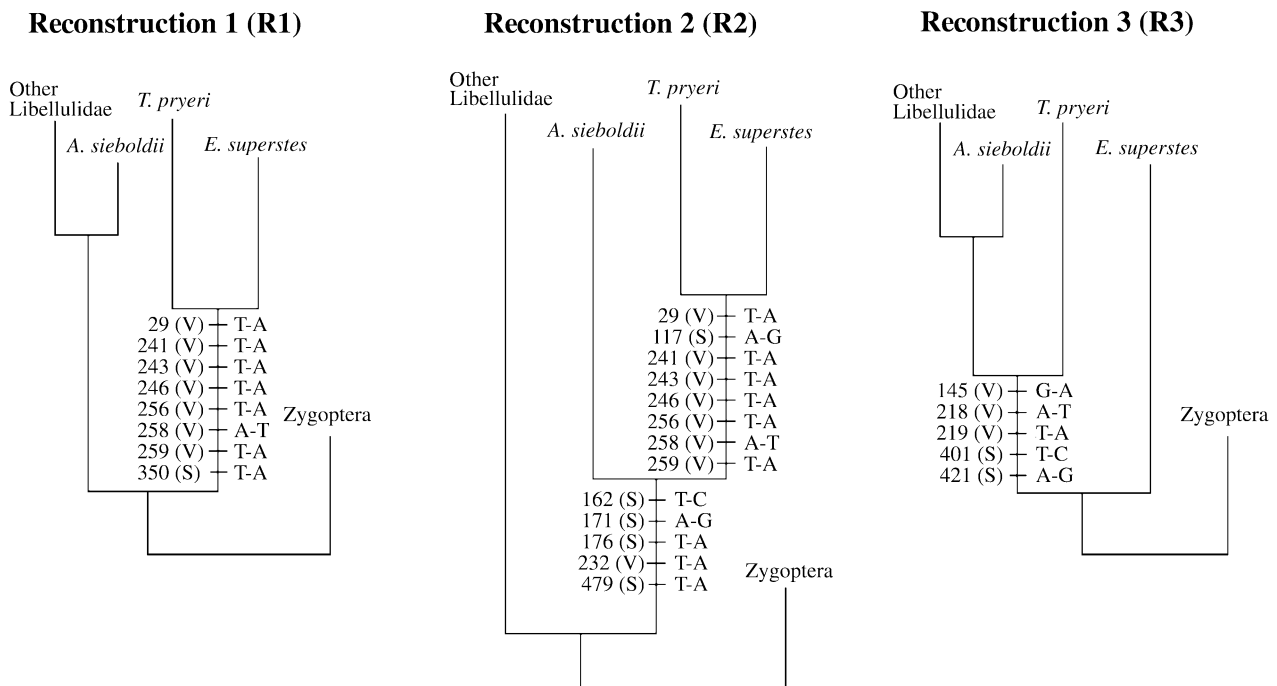 Reconstruction 1 (R1)
Other
Libellulidae
T. pryeri
A. sieboldii
E. superstes
29 (V) T-A
241 (V) T-A
243 (V) T-A
246 (V) T-A
256 (V) T-A
258 (V) A-T
259 (V) T-A
350 (S) T-A
Zygoptera
Reconstruction 2 (R2)
Other
Libellulidae
T. pryeri
A. sieboldii
E. superstes
29 (V) T-A
117 (S) A-G
241 (V) T-A
243 (V) T-A
246 (V) T-A
256 (V) T-A
258 (V) A-T
259 (V) T-A
162 (S) T-C
171 (S) A-G
176 (S) T-A
232 (V) T-A
479 (S) T-A
Zygoptera
Reconstruction 3 (R3)
Other
Libellulidae
T. pryeri
A. sieboldii
E. superstes
145 (V) G-A
218 (V) A-T
219 (V) T-A
401 (S) T-C
421 (S) A-G
Zygoptera